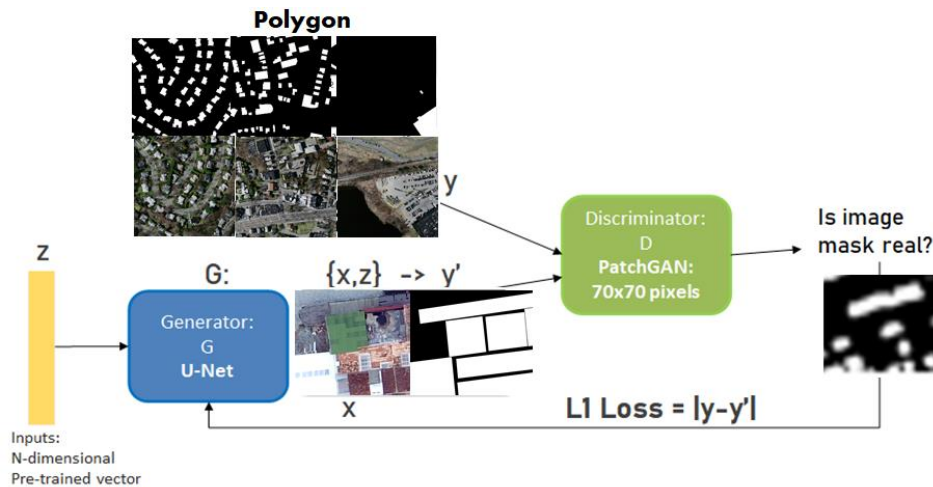 Polygon
y
Discriminator:
D
PatchGAN:
70x70 pixels
Is image
mask real?
z
G:
{x,z} -> y'
Generator:
G
U-Net
x
L1 Loss = |y-y'|
Inputs:
N-dimensional
Pre-trained vector